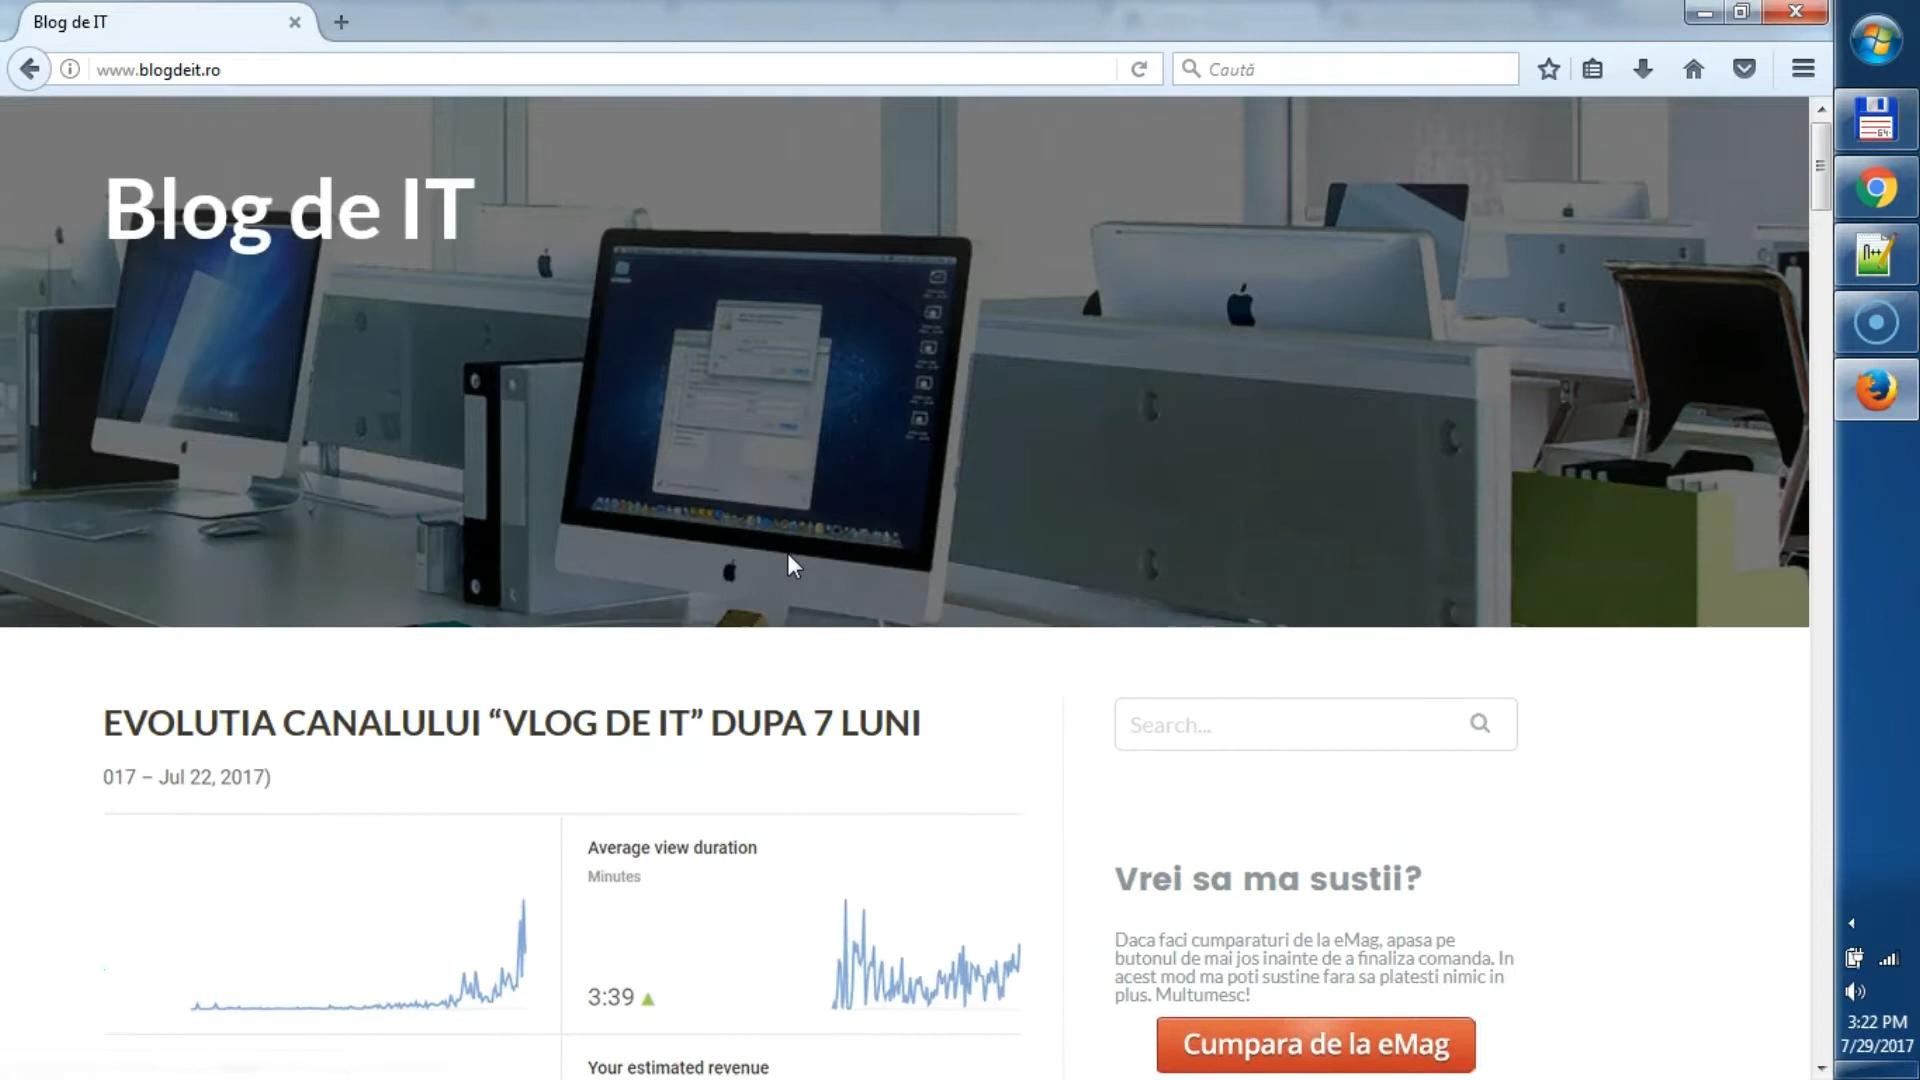 Blog de IT
www.blogdeit.ro
Caută
Blog de IT
EVOLUTIA CANALULUI “VLOG DE IT” DUPA 7 LUNI
017 – Jul 22, 2017)
Average view duration
Minutes
3:39
Your estimated revenue
Search...
Vrei sa ma sustii?
Daca faci cumparaturi de la eMag, apasa pe
butonul de mai jos inainte de a finaliza comanda. In
acest mod ma poti sustine fara sa platesti nimic in
plus. Multumesc!
Cumpara de la eMag
64
3:22 PM
7/29/2017